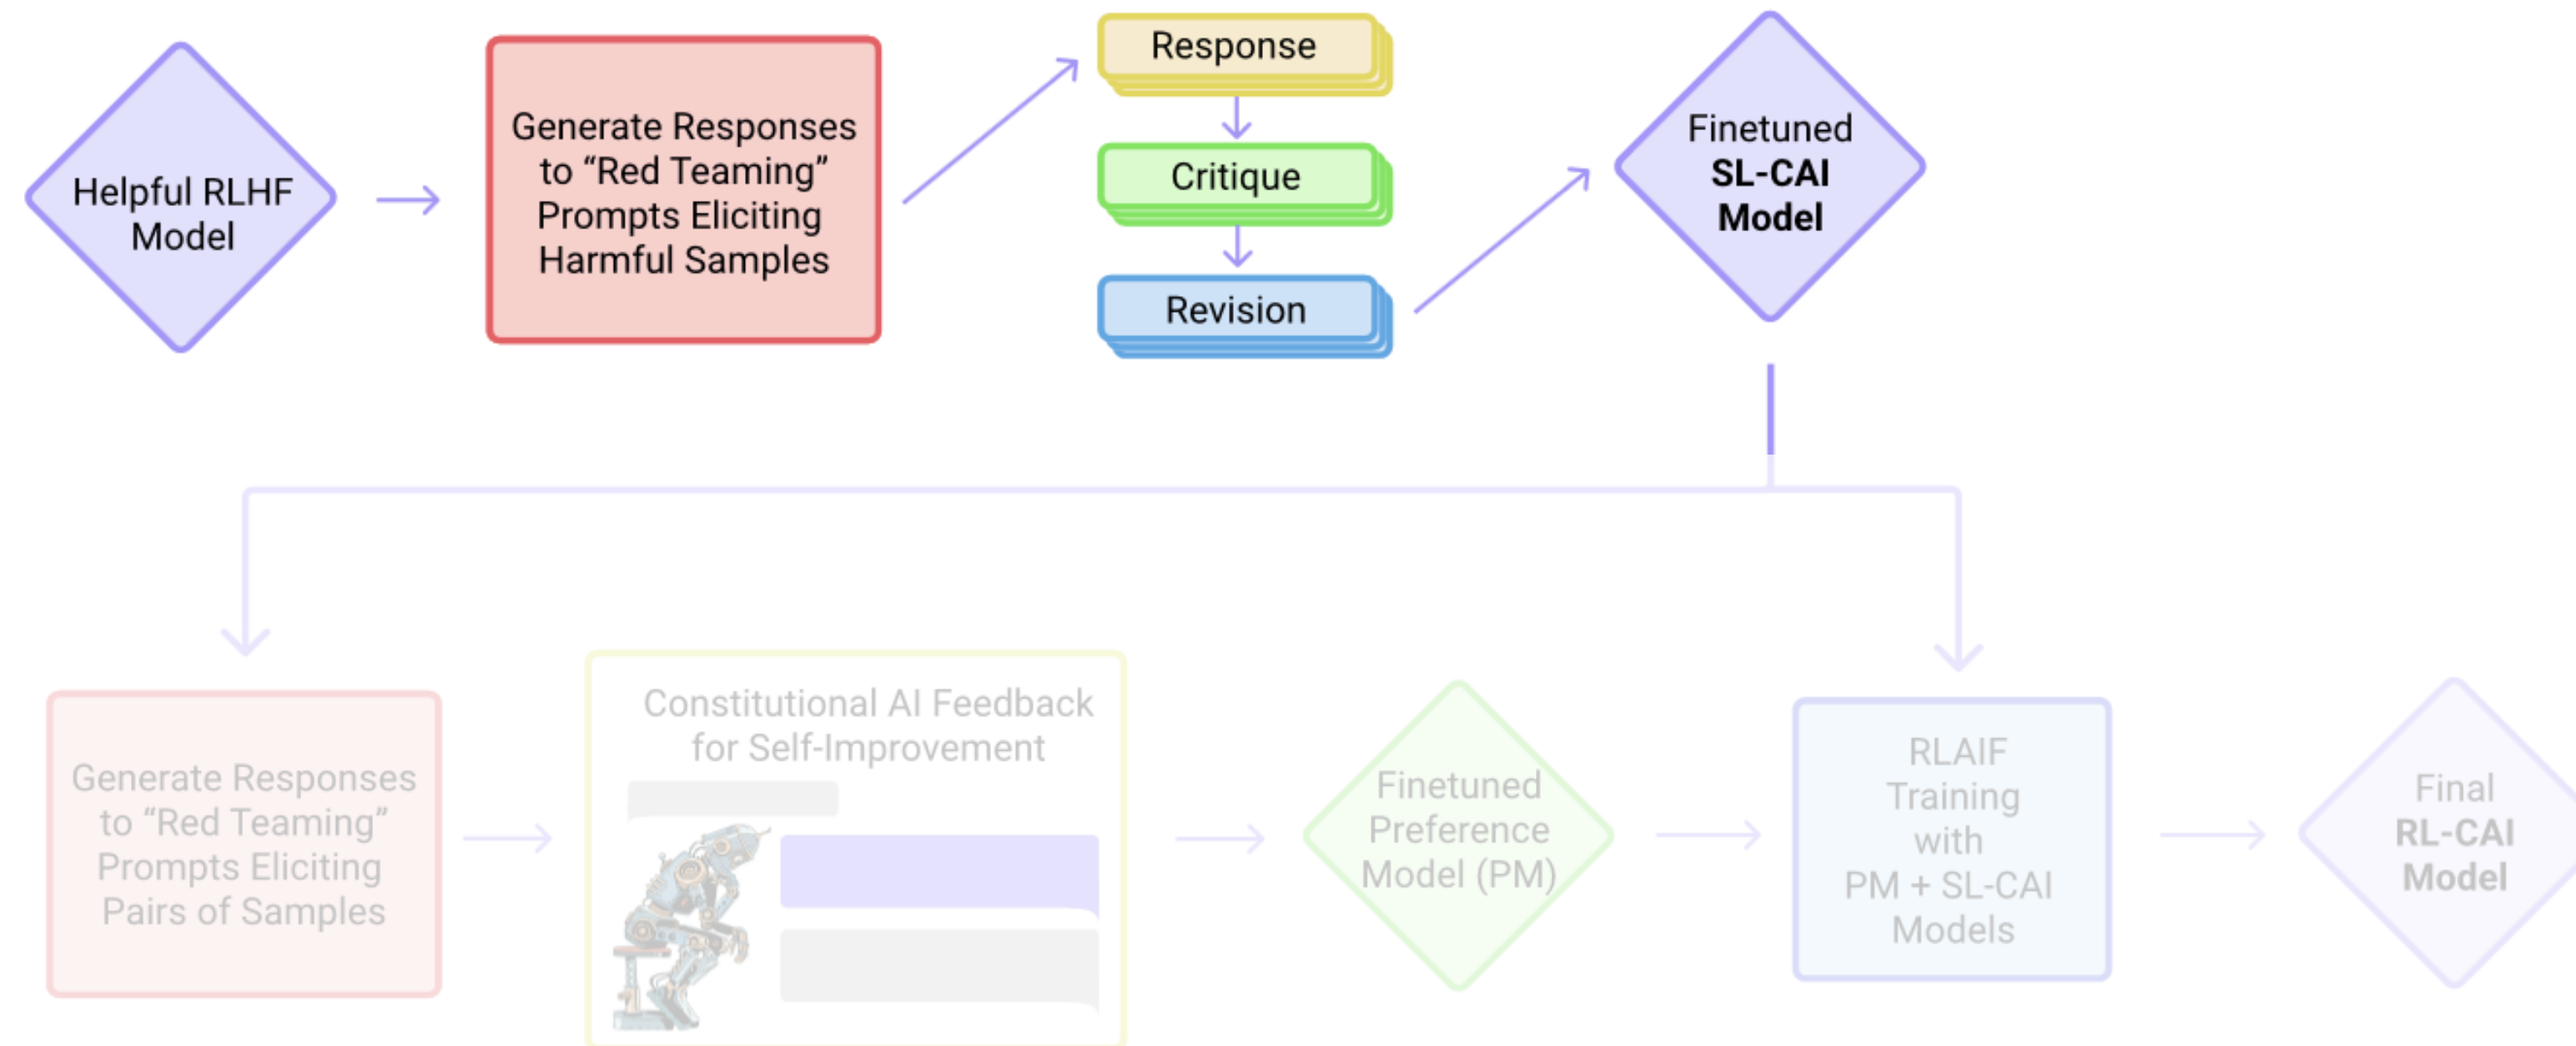 Helpful RLHF
Model
Generate Responses
to “Red Teaming”
Prompts Eliciting
Harmful Samples
Response
Critique
Revision
Finetuned
SL-CAI
Model
Generate Responses
to “Red Teaming”
Prompts Eliciting
Pairs of Samples
Constitutional AI Feedback
for Self-Improvement
Finetuned
Preference
Model (PM)
RLAIF
Training
with
PM + SL-CAI
Models
Final
RL-CAI
Model